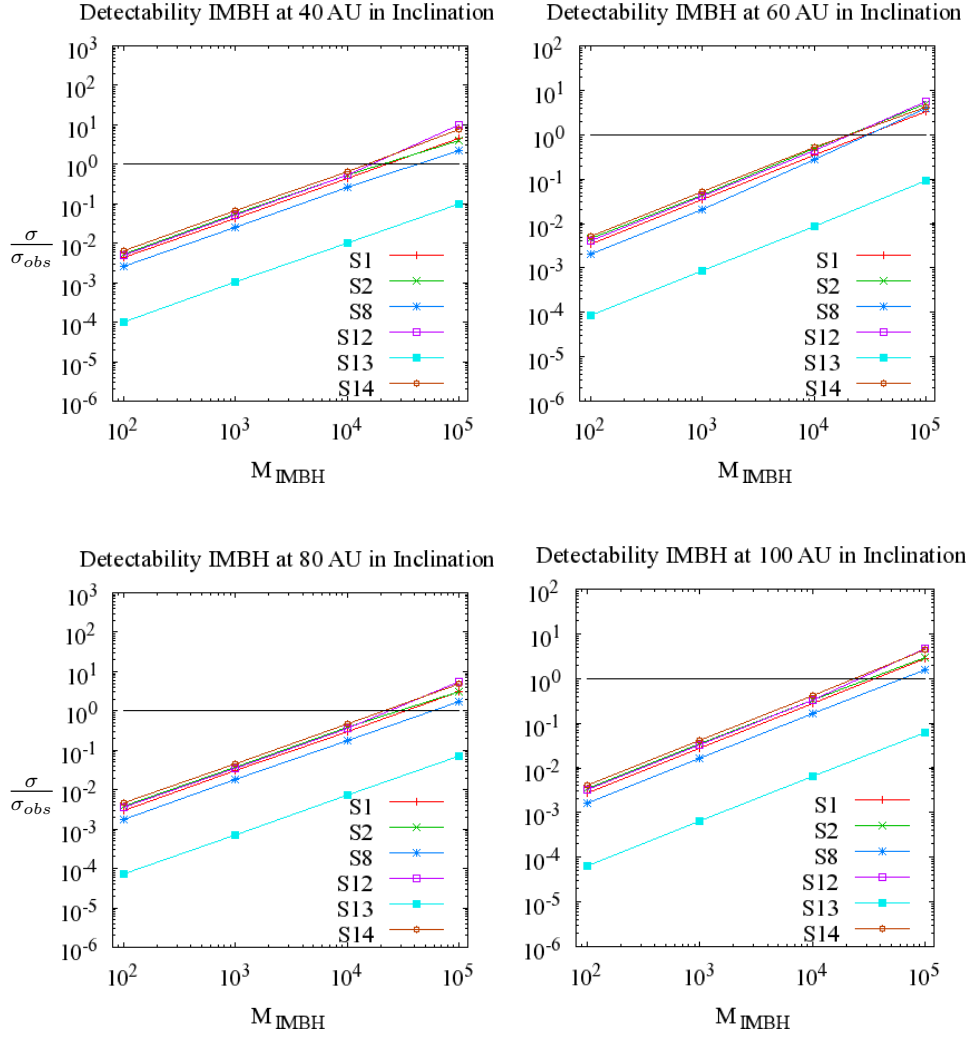 Detectability IMBH at 40 AU in Inclination
10^3
10^2
10^1
10^0
10^-1
10^-2
10^-3
10^-4
10^-5
10^-6
σ/σ_obs
S1
S2
S8
S12
S13
S14
10^2 10^3 10^4 10^5
M_IMBH
Detectability IMBH at 60 AU in Inclination
10^2
10^1
10^0
10^-1
10^-2
10^-3
10^-4
10^-5
10^-6
S1
S2
S8
S12
S13
S14
10^2 10^3 10^4 10^5
M_IMBH
Detectability IMBH at 80 AU in Inclination
10^3
10^2
10^1
10^0
10^-1
10^-2
10^-3
10^-4
10^-5
10^-6
σ/σ_obs
S1
S2
S8
S12
S13
S14
10^2 10^3 10^4 10^5
M_IMBH
Detectability IMBH at 100 AU in Inclination
10^2
10^1
10^0
10^-1
10^-2
10^-3
10^-4
10^-5
10^-6
S1
S2
S8
S12
S13
S14
10^2 10^3 10^4 10^5
M_IMBH